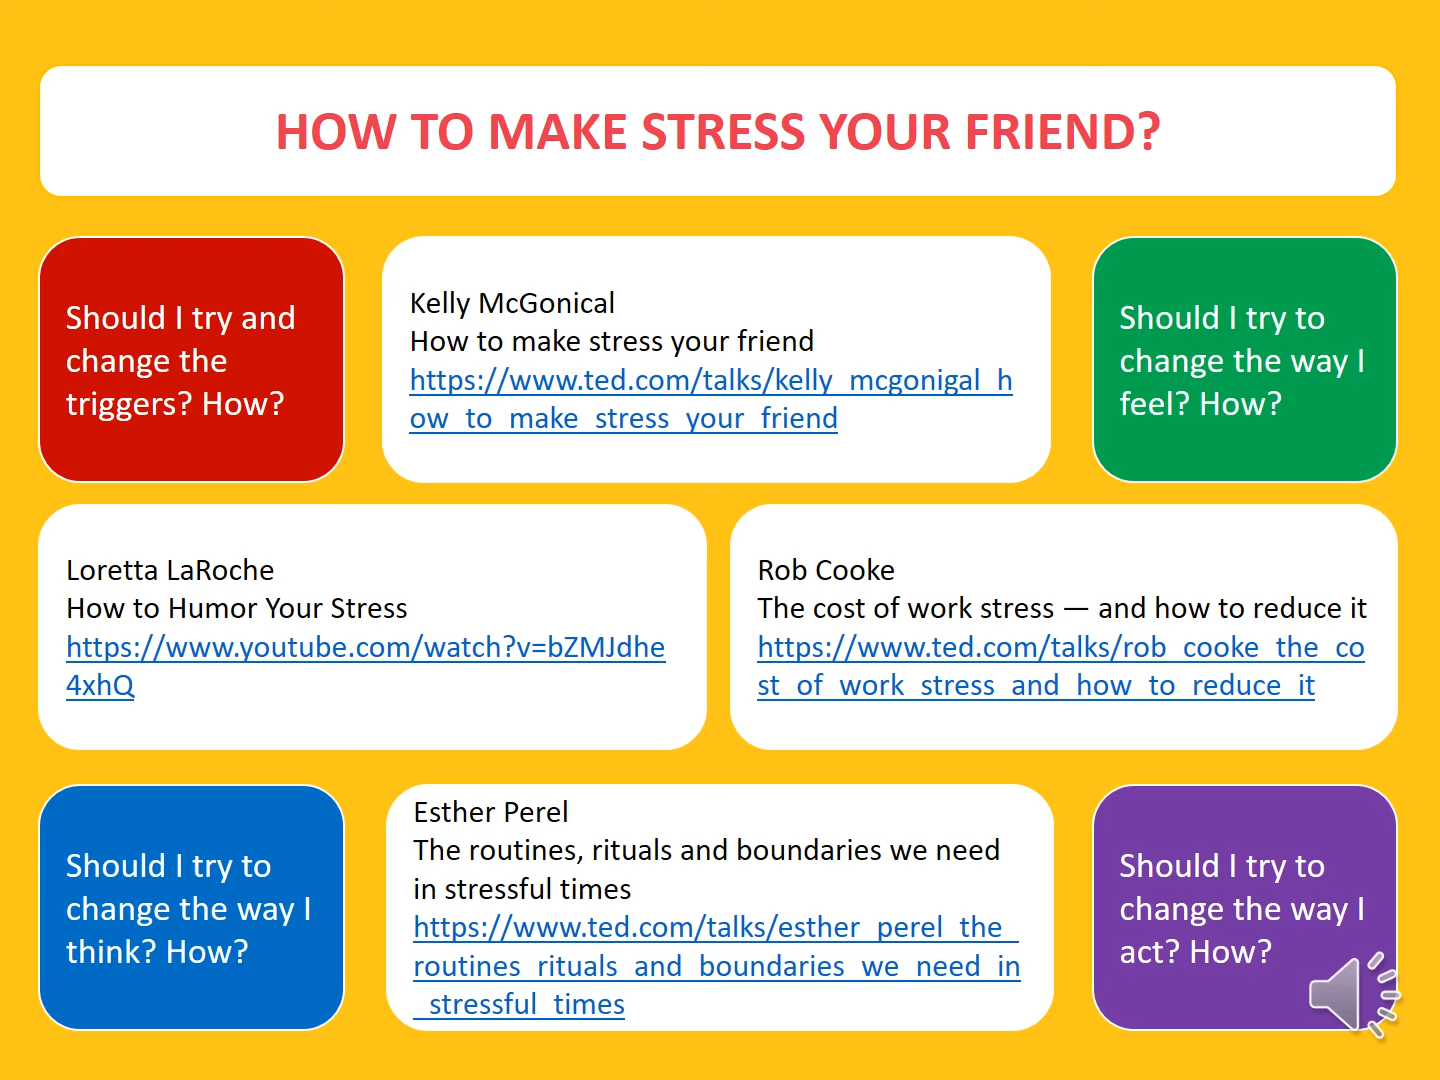 HOW TO MAKE STRESS YOUR FRIEND?
Should I try and
change the
triggers? How?
Kelly McGonical
How to make stress your friend
https://www.ted.com/talks/kelly_mcgonigal_h
ow_to_make_stress_your_friend
Should I try to
change the way I
feel? How?
Loretta LaRoche
How to Humor Your Stress
https://www.youtube.com/watch?v=bZMJdhe
4xhQ
Rob Cooke
The cost of work stress — and how to reduce it
https://www.ted.com/talks/rob_cooke_the_co
st_of_work_stress_and_how_to_reduce_it
Should I try to
change the way I
think? How?
Esther Perel
The routines, rituals and boundaries we need
in stressful times
https://www.ted.com/talks/esther_perel_the_
routines_rituals_and_boundaries_we_need_in
_stressful_times
Should I try to
change the way I
act? How?